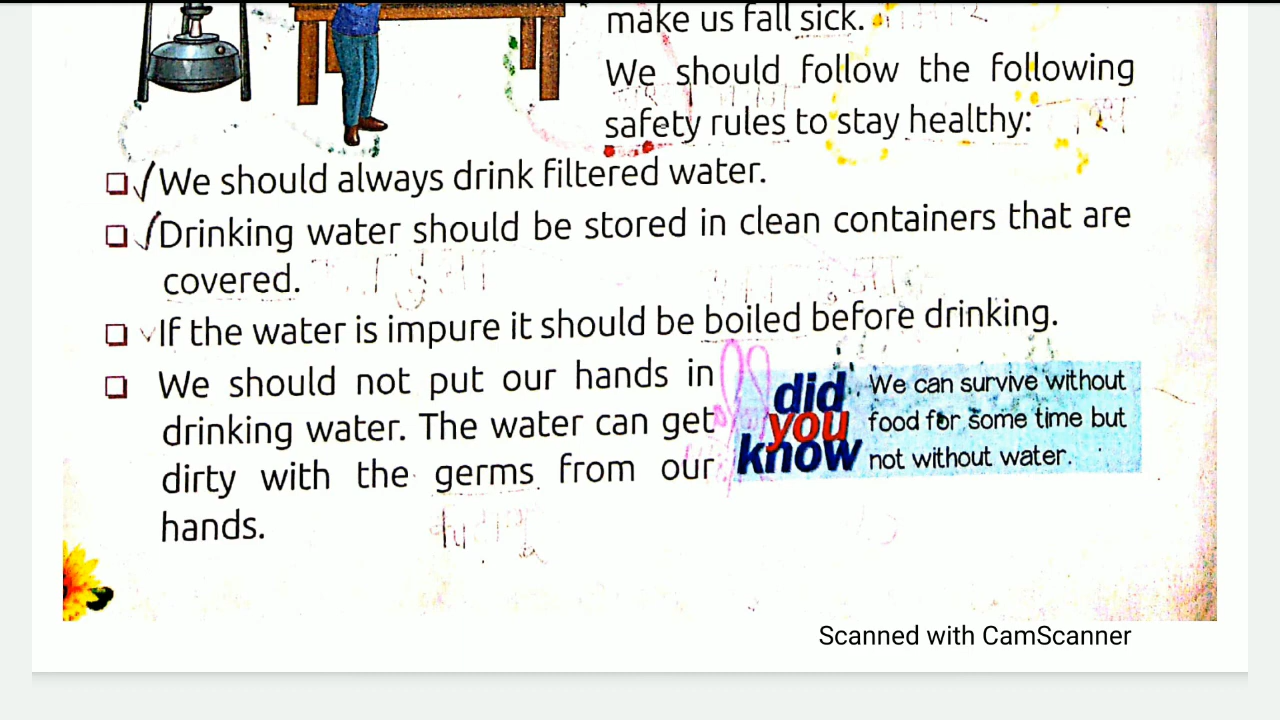 make us fall sick.
We should follow the following
safety rules to stay healthy:
We should always drink filtered water.
Drinking water should be stored in clean containers that are
covered.
If the water is impure it should be boiled before drinking.
We should not put our hands in
drinking water. The water can get
dirty with the germs from our
hands.
did
you
know
We can survive without
food for some time but
not without water.
Scanned with CamScanner